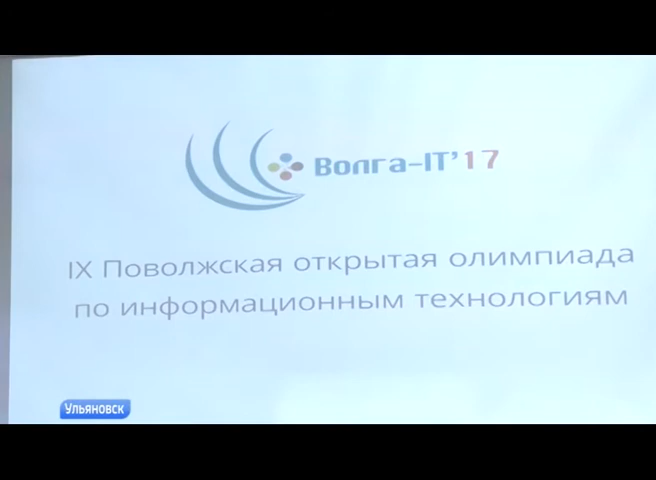 Волга-IT'17
IX Поволжская открытая олимпиада
по информационным технологиям
Ульяновск